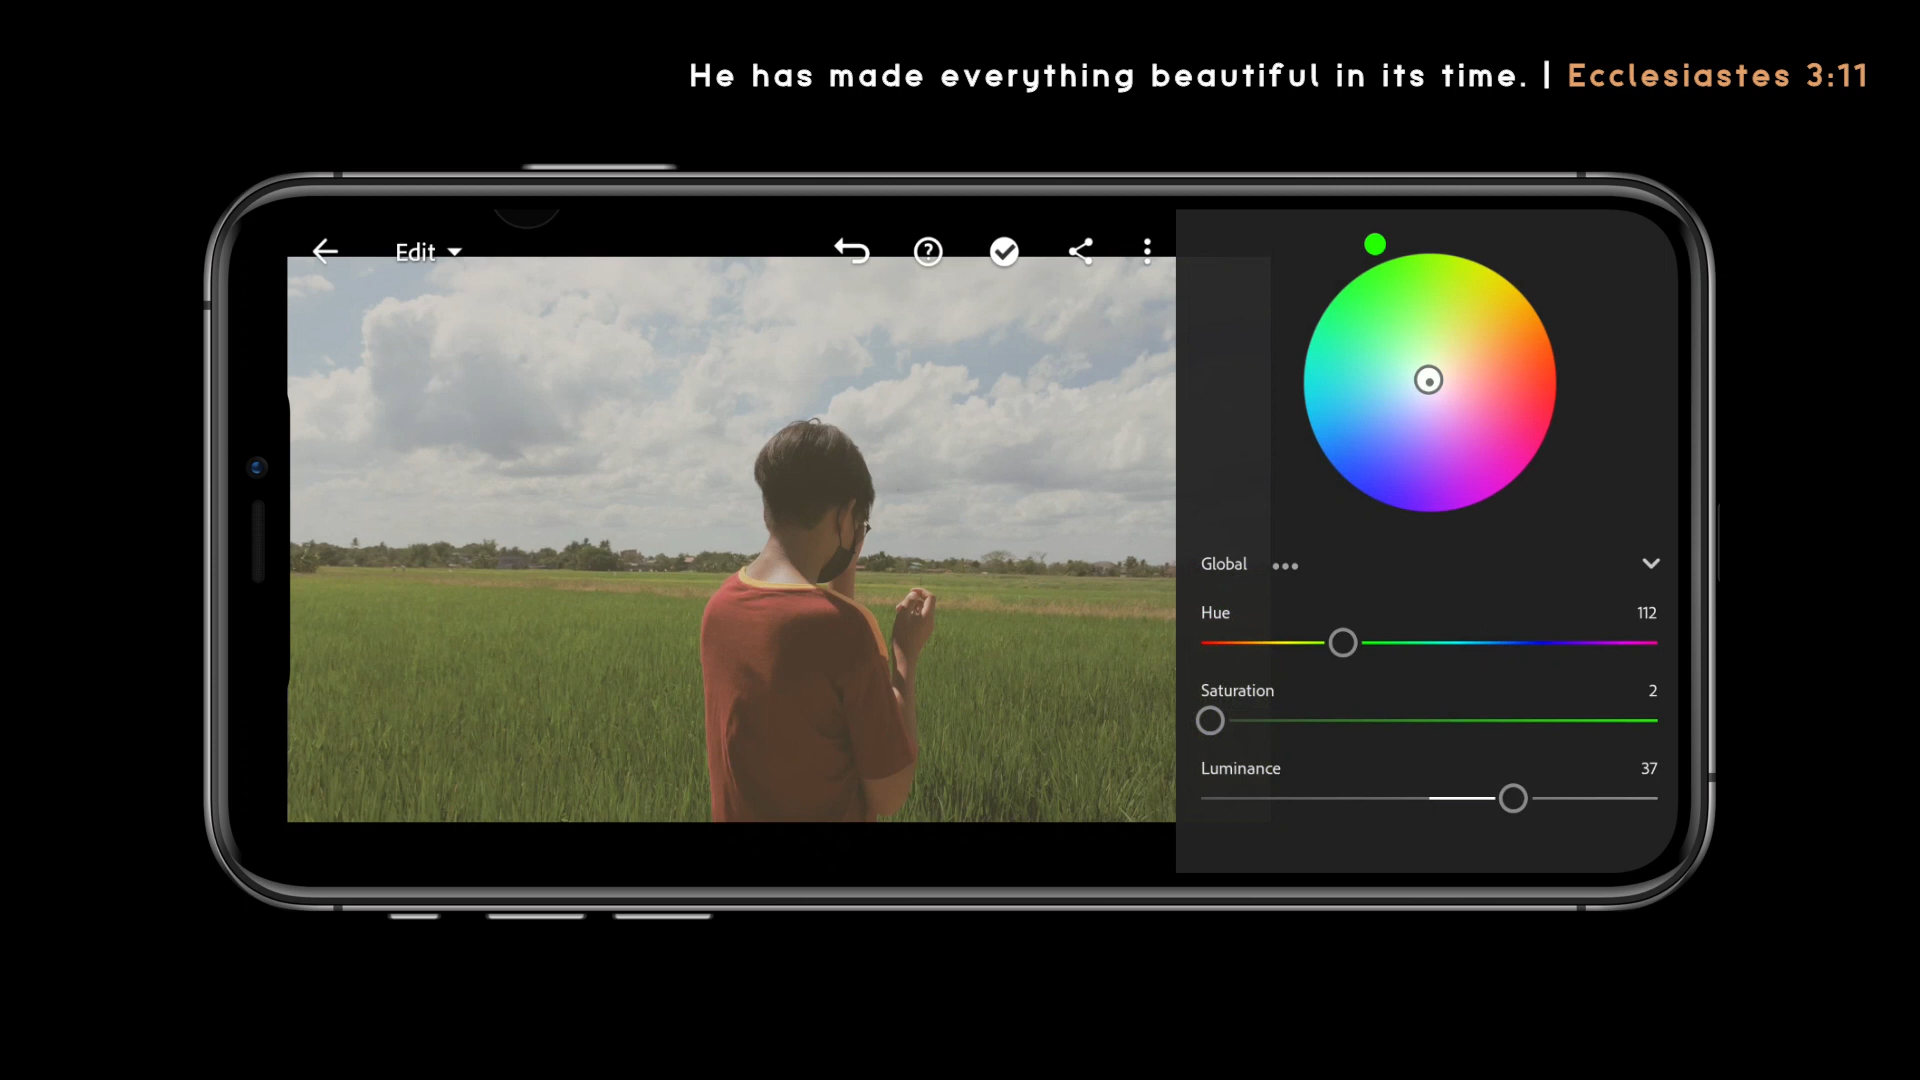 He has made everything beautiful in its time. | Ecclesiastes 3:11
Edit
Global
Hue 112
Saturation 2
Luminance 37